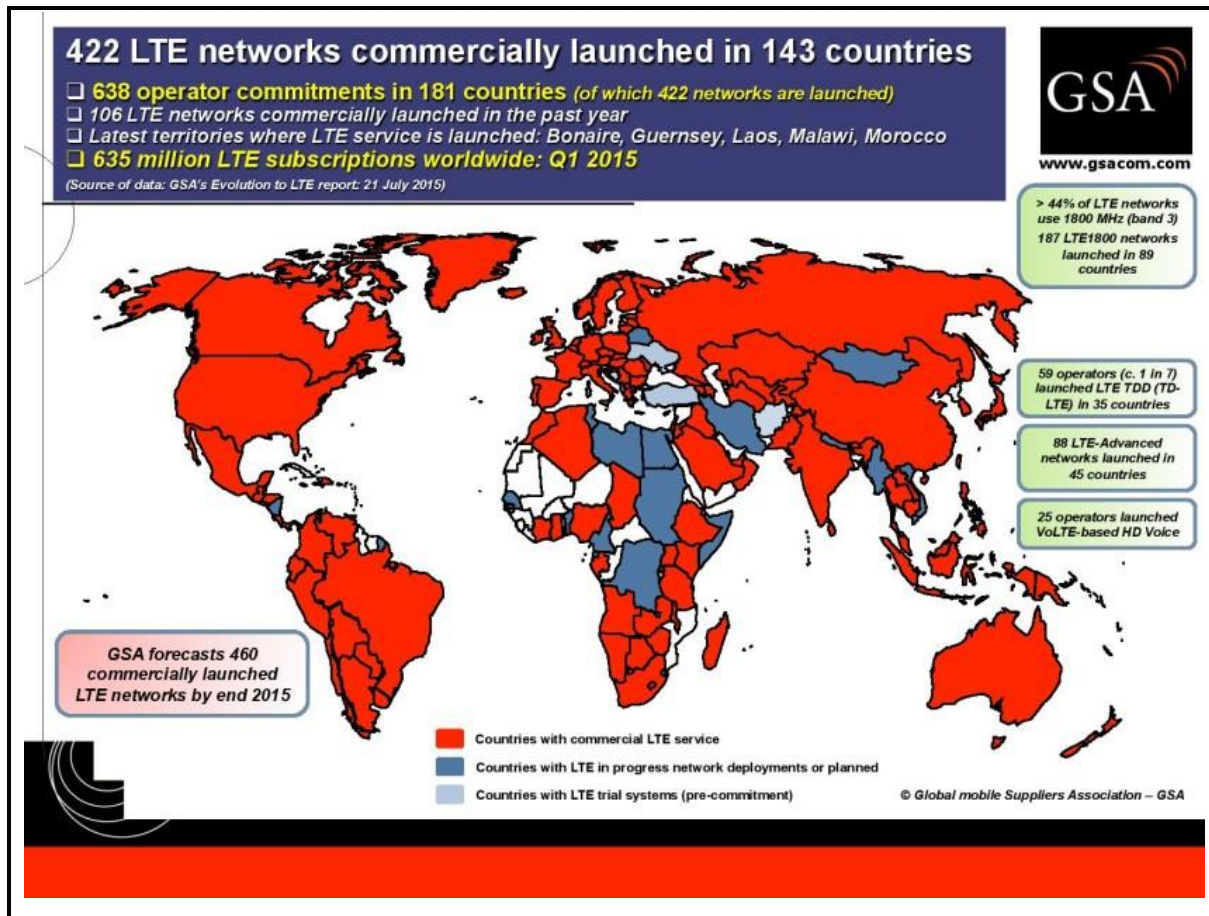 422 LTE networks commercially launched in 143 countries
❑ 638 operator commitments in 181 countries (of which 422 networks are launched)
❑ 106 LTE networks commercially launched in the past year
❑ Latest territories where LTE service is launched: Bonaire, Guernsey, Laos, Malawi, Morocco
❑ 635 million LTE subscriptions worldwide: Q1 2015
(Source of data: GSA's Evolution to LTE report: 21 July 2015)
GSA
www.gsacom.com
> 44% of LTE networks
use 1800 MHz (band 3)
187 LTE1800 networks
launched in 89
countries
59 operators (c. 1 in 7)
launched LTE TDD (TD-
LTE) in 35 countries
88 LTE-Advanced
networks launched in
45 countries
25 operators launched
VoLTE-based HD Voice
GSA forecasts 460
commercially launched
LTE networks by end 2015
Countries with commercial LTE service
Countries with LTE in progress network deployments or planned
Countries with LTE trial systems (pre-commitment)
© Global mobile Suppliers Association – GSA